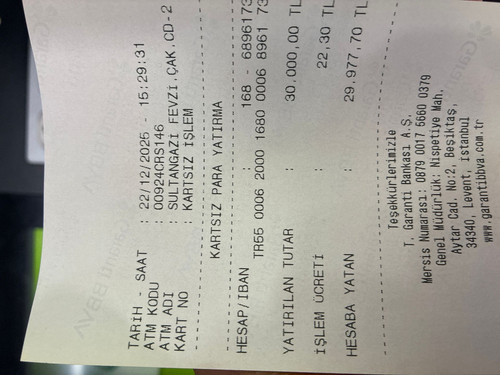 TARİH   SAAT : 22/12/2025 - 15:29:31
ATM KODU : 00924CRS146
ATM ADI : SULTANGAZİ FEVZİ.ÇAK.CD-2
KART NO : KARTSIZ İŞLEM
KARTSIZ PARA YATIRMA
HESAP/IBAN : 168 - 6896173
TR55 0006 2000 1680 0006 8961 73
YATIRILAN TUTAR : 30.000,00 TL
İŞLEM ÜCRETİ : 22,30 TL
HESABA YATAN : 29.977,70 TL
Teşekkürlerimizle
T. Garanti Bankası A.Ş.
Mersis Numarası: 0879 0017 5660 0379
Genel Müdürlük: Nispetiye Mah.
Aytar Cad. No:2, Beşiktaş,
34340, Levent, İstanbul
www.garantibbva.com.tr